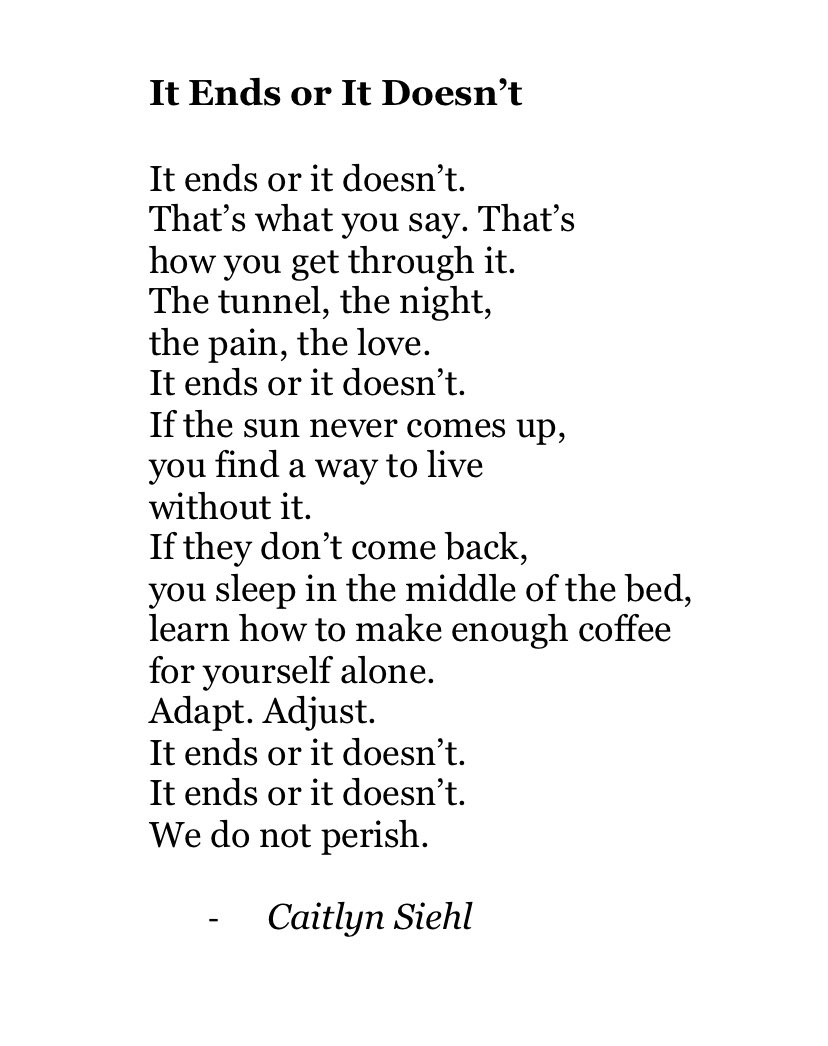 It Ends or It Doesn’t
It ends or it doesn’t.
That’s what you say. That’s
how you get through it.
The tunnel, the night,
the pain, the love.
It ends or it doesn’t.
If the sun never comes up,
you find a way to live
without it.
If they don’t come back,
you sleep in the middle of the bed,
learn how to make enough coffee
for yourself alone.
Adapt. Adjust.
It ends or it doesn’t.
It ends or it doesn’t.
We do not perish.
- Caitlyn Siehl